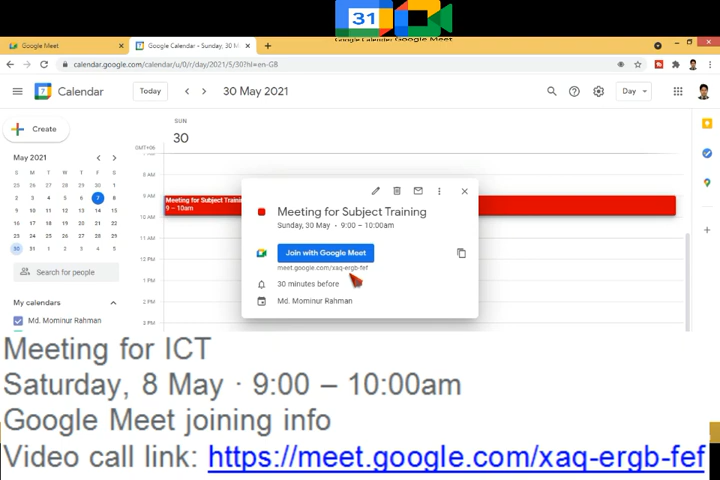 31
Google Calendar Google Meet
Google Meet
Google Calendar - Sunday, 30 M
calendar.google.com/calendar/u/0/r/day/2021/5/30?hl=en-GB
7 Calendar
Today
30 May 2021
Day
Create
SUN
30
GMT+06
May 2021
S M T W T F S
25 26 27 28 29 30 1
2 3 4 5 6 7 8
9 10 11 12 13 14 15
16 17 18 19 20 21 22
23 24 25 26 27 28 29
30 31 1 2 3 4 5
Search for people
My calendars
Md. Mominur Rahman
9 AM
10 AM
11 AM
12 PM
1 PM
2 PM
Meeting for Subject Trainin
9 – 10am
Meeting for Subject Training
Sunday, 30 May · 9:00 – 10:00am
Join with Google Meet
meet.google.com/xaq-ergb-fef
30 minutes before
Md. Mominur Rahman
Meeting for ICT
Saturday, 8 May · 9:00 – 10:00am
Google Meet joining info
Video call link: https://meet.google.com/xaq-ergb-fef